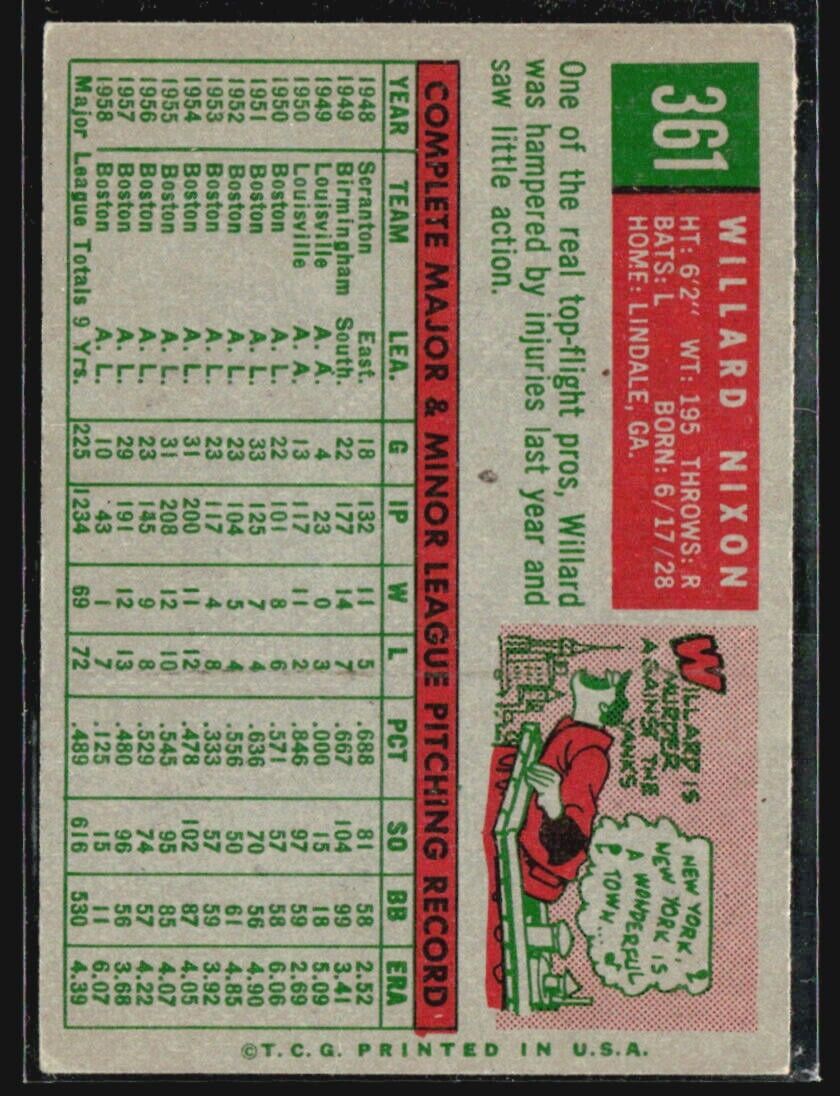 361
WILLARD NIXON
HT: 6'2" WT: 195 THROWS: R
BATS: L BORN: 6/17/28
HOME: LINDALE, GA.
One of the real top-flight pros, Willard
was hampered by injuries last year and
saw little action.
WILLARD IS
MURDER
AGAINST THE
YANKS
NEW YORK,
NEW YORK IS
A WONDERFUL
TOWN...
COMPLETE MAJOR & MINOR LEAGUE PITCHING RECORD
YEAR TEAM LEA. G IP W L PCT SO BB ERA
1948 Scranton East. 18 132 11 5 .688 81 58 2.52
1949 Birmingham South. 22 177 14 7 .667 104 99 3.41
1949 Louisville A. A. 4 23 0 3 .000 15 18 5.09
1950 Louisville A. A. 13 117 11 2 .846 97 59 2.69
1950 Boston A. L. 22 101 8 6 .571 57 58 6.06
1951 Boston A. L. 33 125 7 4 .636 70 56 4.90
1952 Boston A. L. 23 104 5 4 .556 50 61 4.85
1953 Boston A. L. 23 117 4 8 .333 57 59 3.92
1954 Boston A. L. 31 200 11 12 .478 102 87 4.05
1955 Boston A. L. 31 208 12 10 .545 95 85 4.07
1956 Boston A. L. 23 145 9 8 .529 74 57 4.22
1957 Boston A. L. 29 191 12 13 .480 96 56 3.68
1958 Boston A. L. 10 43 1 7 .125 15 11 6.07
Major League Totals 9 Yrs. 225 1234 69 72 .489 616 530 4.39
©T.C.G. PRINTED IN U.S.A.